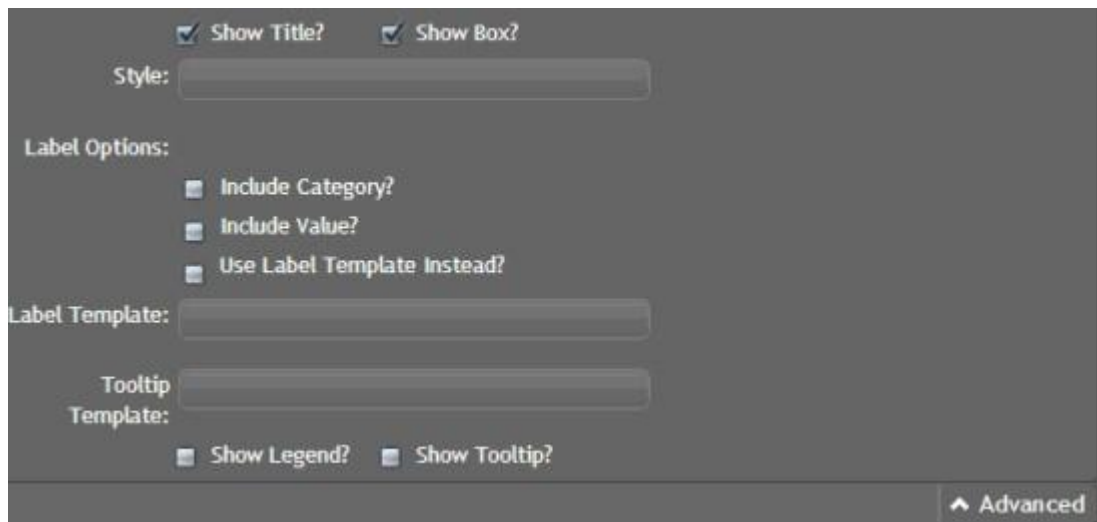 Show Title? Show Box?
Style:
Label Options:
Include Category?
Include Value?
Use Label Template Instead?
Label Template:
Tooltip
Template:
Show Legend? Show Tooltip?
Advanced